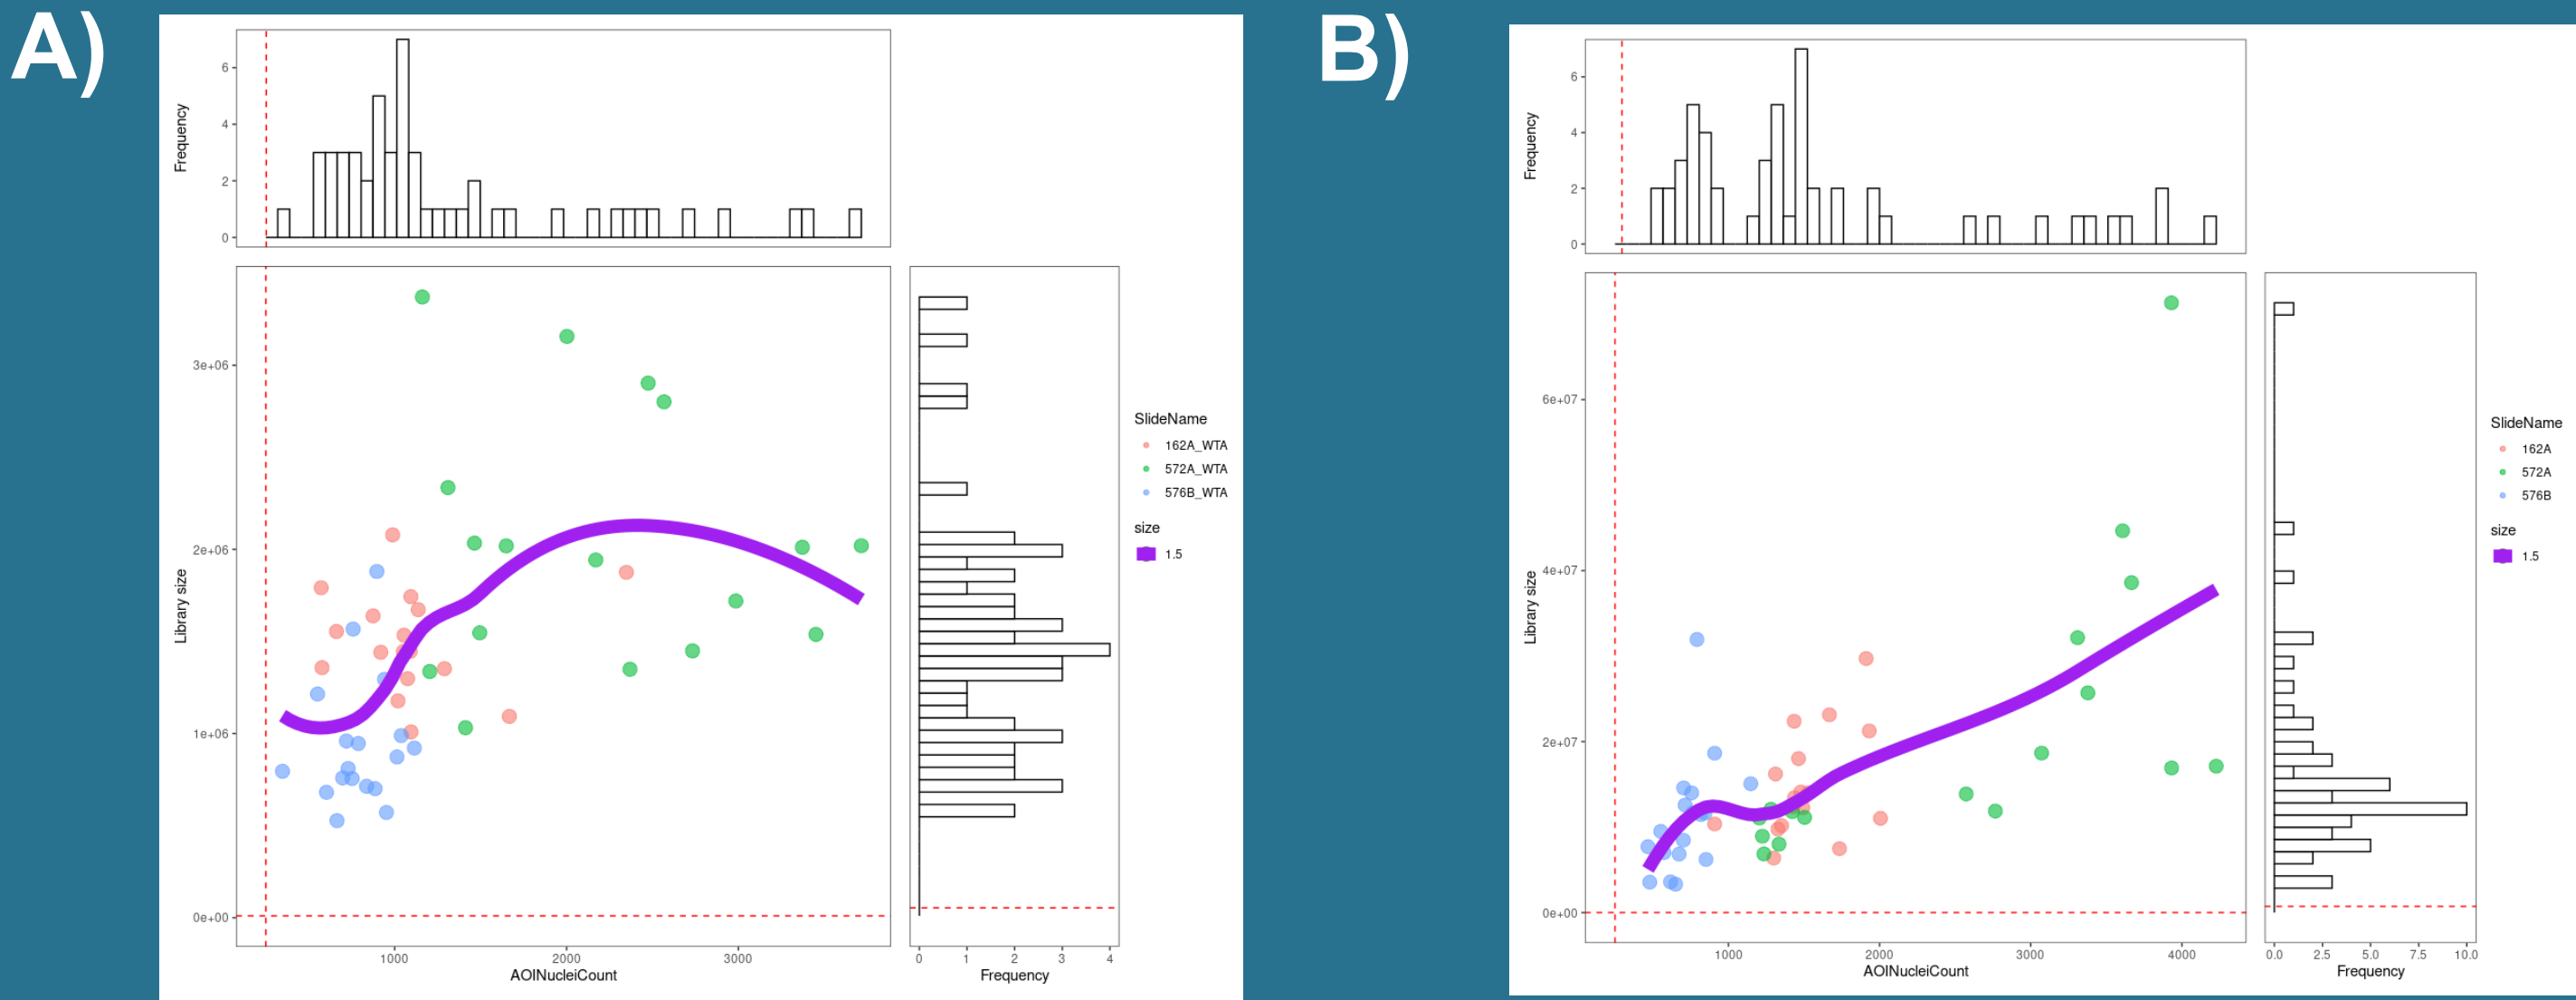 A)
Frequency
6
4
2
0
Library size
3e+06
2e+06
1e+06
0e+00
1000 2000 3000
AOINucleiCount
0 1 2 3 4
Frequency
SlideName
162A_WTA
572A_WTA
576B_WTA
size
1.5
B)
Frequency
6
4
2
0
Library size
6e+07
4e+07
2e+07
0e+00
1000 2000 3000 4000
AOINucleiCount
0.0 2.5 5.0 7.5 10.0
Frequency
SlideName
162A
572A
576B
size
1.5